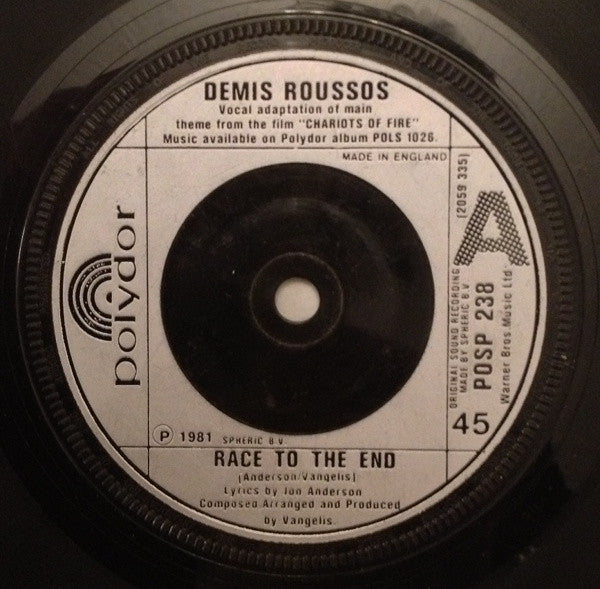 DEMIS ROUSSOS
Vocal adaptation of main
theme from the film "CHARIOTS OF FIRE"
Music available on Polydor album POLS 1026.
MADE IN ENGLAND
polydor
(2059 335)
A
ORIGINAL SOUND RECORDING
MADE BY SPHERIC B V
POSP 238
Warner Bros Music Ltd
45
P 1981 SPHERIC B.V.
RACE TO THE END
(Anderson/Vangelis)
Lyrics by Jon Anderson
Composed Arranged and Produced
by Vangelis.